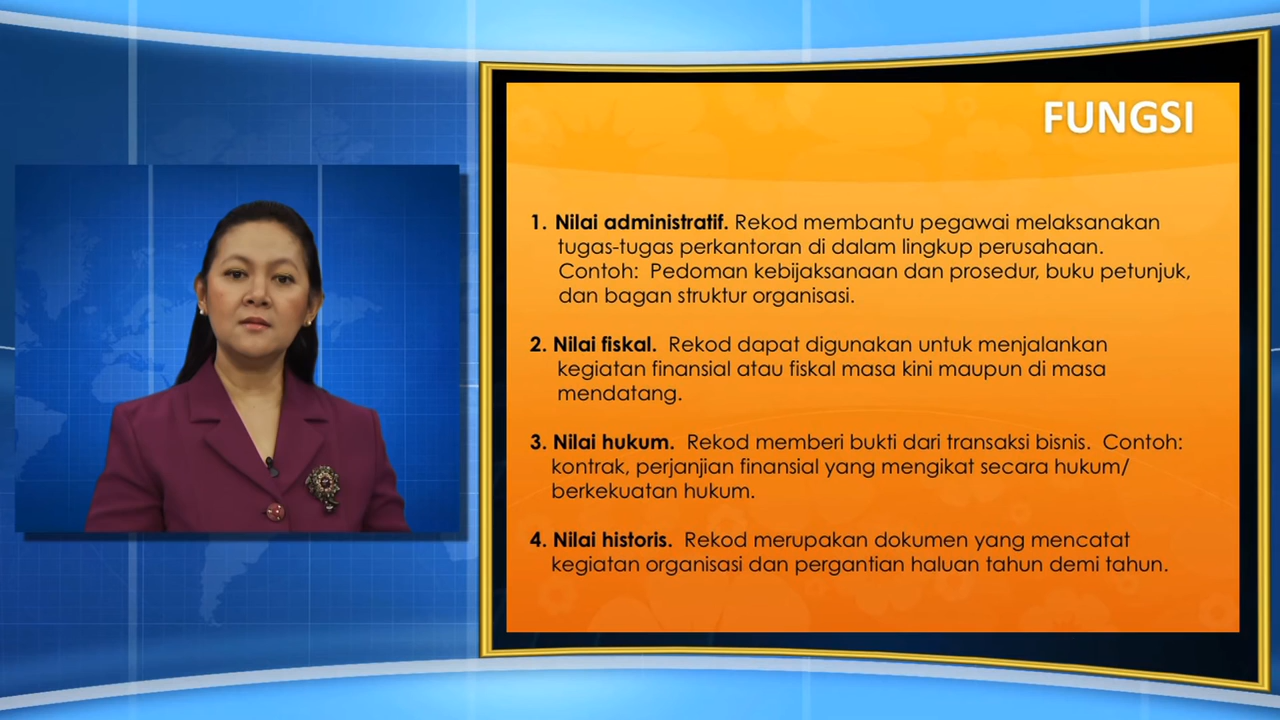 FUNGSI
1. Nilai administratif. Rekod membantu pegawai melaksanakan
tugas-tugas perkantoran di dalam lingkup perusahaan.
Contoh: Pedoman kebijaksanaan dan prosedur, buku petunjuk,
dan bagan struktur organisasi.
2. Nilai fiskal. Rekod dapat digunakan untuk menjalankan
kegiatan finansial atau fiskal masa kini maupun di masa
mendatang.
3. Nilai hukum. Rekod memberi bukti dari transaksi bisnis. Contoh:
kontrak, perjanjian finansial yang mengikat secara hukum/
berkekuatan hukum.
4. Nilai historis. Rekod merupakan dokumen yang mencatat
kegiatan organisasi dan pergantian haluan tahun demi tahun.